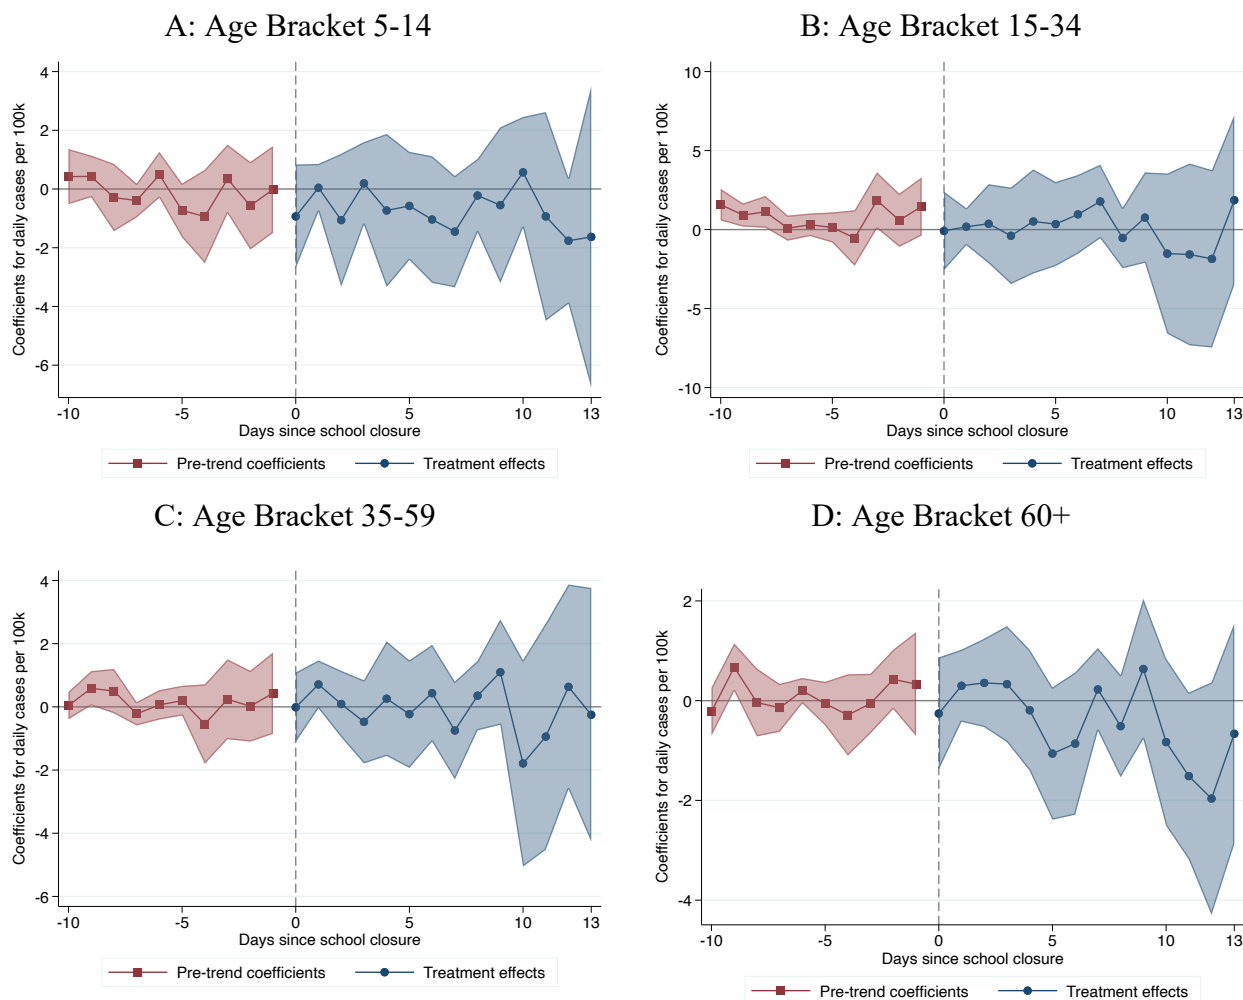 A: Age Bracket 5-14
Coefficients for daily cases per 100k
4
2
0
-2
-4
-6
-10 -5 0 5 10 13
Days since school closure
Pre-trend coefficients Treatment effects
B: Age Bracket 15-34
Coefficients for daily cases per 100k
10
5
0
-5
-10
-10 -5 0 5 10 13
Days since school closure
Pre-trend coefficients Treatment effects
C: Age Bracket 35-59
Coefficients for daily cases per 100k
4
2
0
-2
-4
-6
-10 -5 0 5 10 13
Days since school closure
Pre-trend coefficients Treatment effects
D: Age Bracket 60+
Coefficients for daily cases per 100k
2
0
-2
-4
-10 -5 0 5 10 13
Days since school closure
Pre-trend coefficients Treatment effects